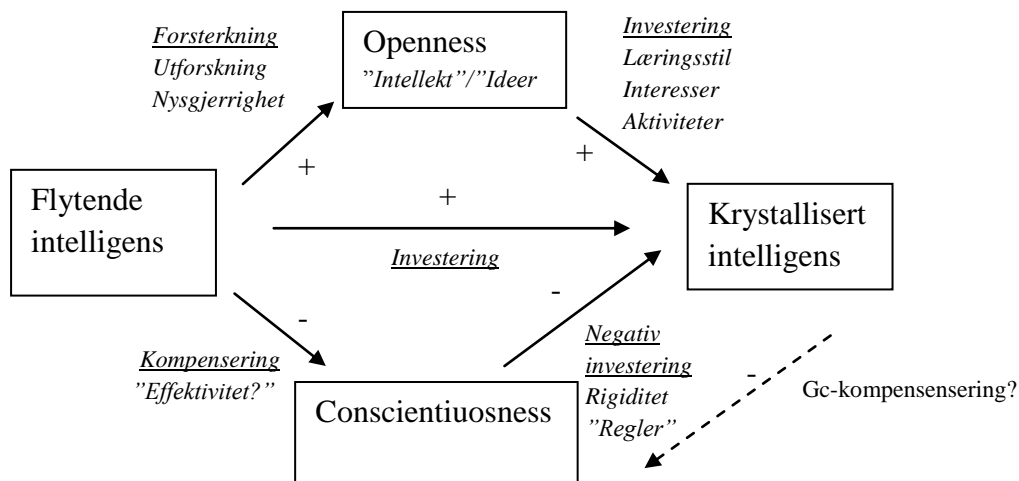 Forsterkning
Utforskning
Nysgjerrighet
Openness
”Intellekt”/”Ideer
Investering
Læringsstil
Interesser
Aktiviteter
+
+
Flytende
intelligens
+
Investering
Krystallisert
intelligens
-
-
Kompensering
”Effektivitet?”
Conscientiuosness
Negativ
investering
Rigiditet
”Regler”
-
Gc-kompensensering?